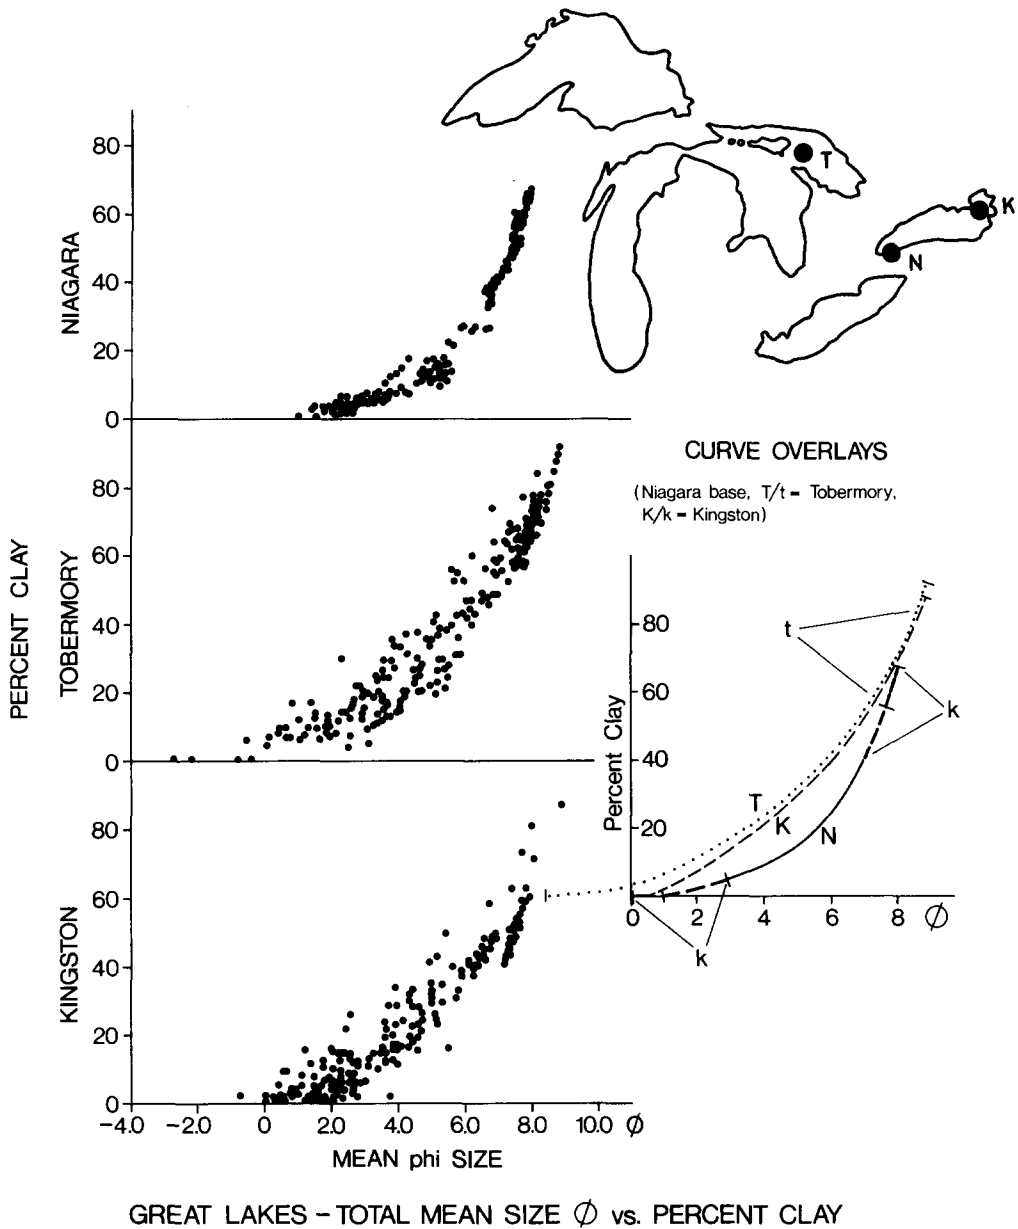 T
K
N
80
60
40
20
0
NIAGARA
CURVE OVERLAYS
(Niagara base, T/t = Tobermory,
K/k = Kingston)
80
60
40
20
0
TOBERMORY
PERCENT CLAY
80
60
40
20
0
KINGSTON
Percent Clay
80
60
40
20
t
k
T
K
N
k
0 2 4 6 8 ∅
-4.0 -2.0 0 2.0 4.0 6.0 8.0 10.0 ∅
MEAN phi SIZE
GREAT LAKES – TOTAL MEAN SIZE ∅ vs. PERCENT CLAY